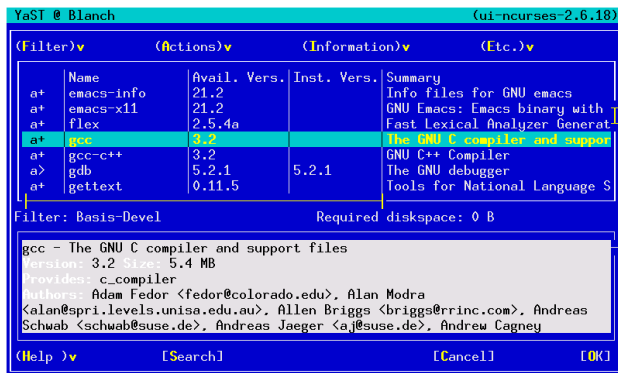 YaST @ Blanch (ui-ncurses-2.6.18)
(Filter)v (Actions)v (Information)v (Etc.)v
Name Avail. Vers. Inst. Vers. Summary
a+ emacs-info 21.2 Info files for GNU emacs
a+ emacs-x11 21.2 GNU Emacs: Emacs binary with
a+ flex 2.5.4a Fast Lexical Analyzer Generat
a+ gcc 3.2 The GNU C compiler and suppor
a+ gcc-c++ 3.2 GNU C++ Compiler
a> gdb 5.2.1 5.2.1 The GNU debugger
a+ gettext 0.11.5 Tools for National Language S
Filter: Basis-Devel Required diskspace: 0 B
gcc - The GNU C compiler and support files
Version: 3.2 Size: 5.4 MB
Provides: c_compiler
Authors: Adam Fedor <fedor@colorado.edu>, Alan Modra
<alan@spri.levels.unisa.edu.au>, Allen Briggs <briggs@rrinc.com>, Andreas
Schwab <schwab@suse.de>, Andreas Jaeger <aj@suse.de>, Andrew Cagney
(Help )v [Search] [Cancel] [OK]